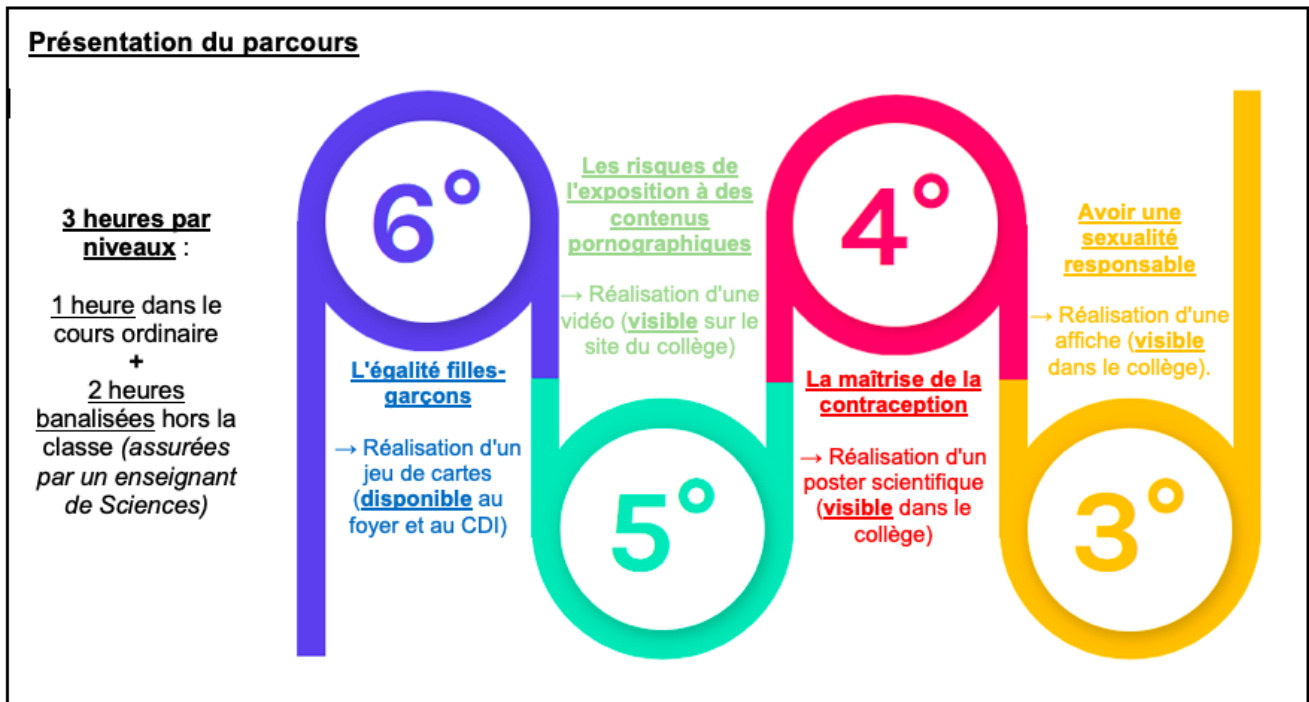 Présentation du parcours
3 heures par
niveaux :
1 heure dans le
cours ordinaire
+
2 heures
banalisées hors la
classe (assurées
par un enseignant
de Sciences)
6°
L'égalité filles-
garçons
→ Réalisation d'un
jeu de cartes
(disponible au
foyer et au CDI)
Les risques de
l'exposition à des
contenus
pornographiques
→ Réalisation d'une
vidéo (visible sur le
site du collège)
5°
4°
La maîtrise de la
contraception
→ Réalisation d'un
poster scientifique
(visible dans le
collège)
Avoir une
sexualité
responsable
→ Réalisation d'une
affiche (visible
dans le collège).
3°